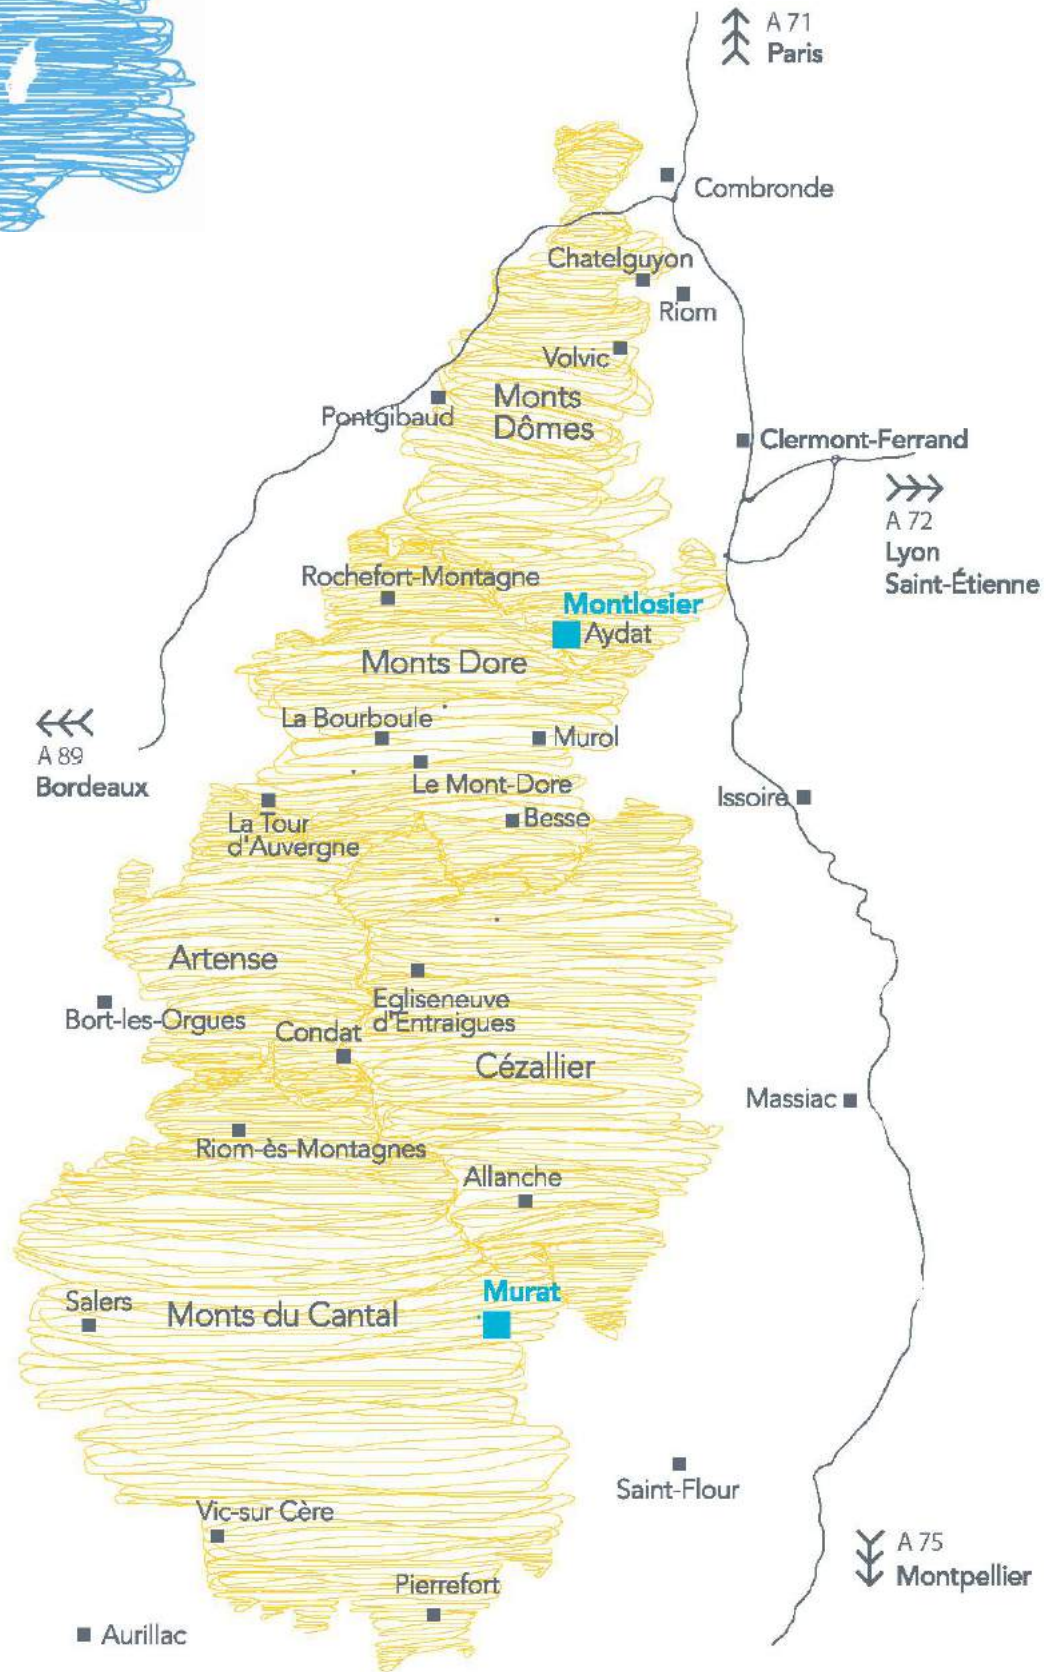 A 71
Paris
Combronde
Chatelguyon
Riom
Volvic
Monts
Dômes
Pontgibaud
Clermont-Ferrand
A 72
Lyon
Saint-Étienne
Rochefort-Montagne
Montlosier
Aydat
Monts Dore
La Bourboule
Murol
A 89
Bordeaux
Le Mont-Dore
Issoire
La Tour
d'Auvergne
Besse
Artense
Egliseneuve
d'Entraigues
Bort-les-Orgues
Condat
Cézallier
Massiac
Riom-ès-Montagnes
Allanche
Murat
Salers
Monts du Cantal
Saint-Flour
Vic-sur Cère
A 75
Montpellier
Pierrefort
Aurillac